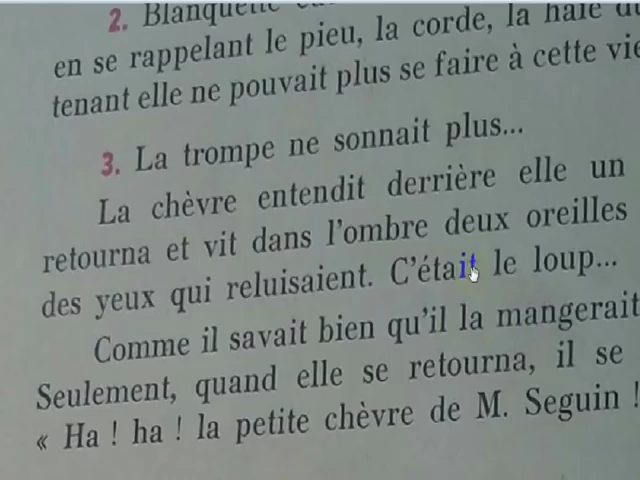 2. Blanquette
en se rappelant le pieu, la corde, la haie du
tenant elle ne pouvait plus se faire à cette vie
3. La trompe ne sonnait plus...
La chèvre entendit derrière elle un
retourna et vit dans l'ombre deux oreilles
des yeux qui reluisaient. C'était le loup...
Comme il savait bien qu'il la mangerait
Seulement, quand elle se retourna, il se
« Ha ! ha ! la petite chèvre de M. Seguin !